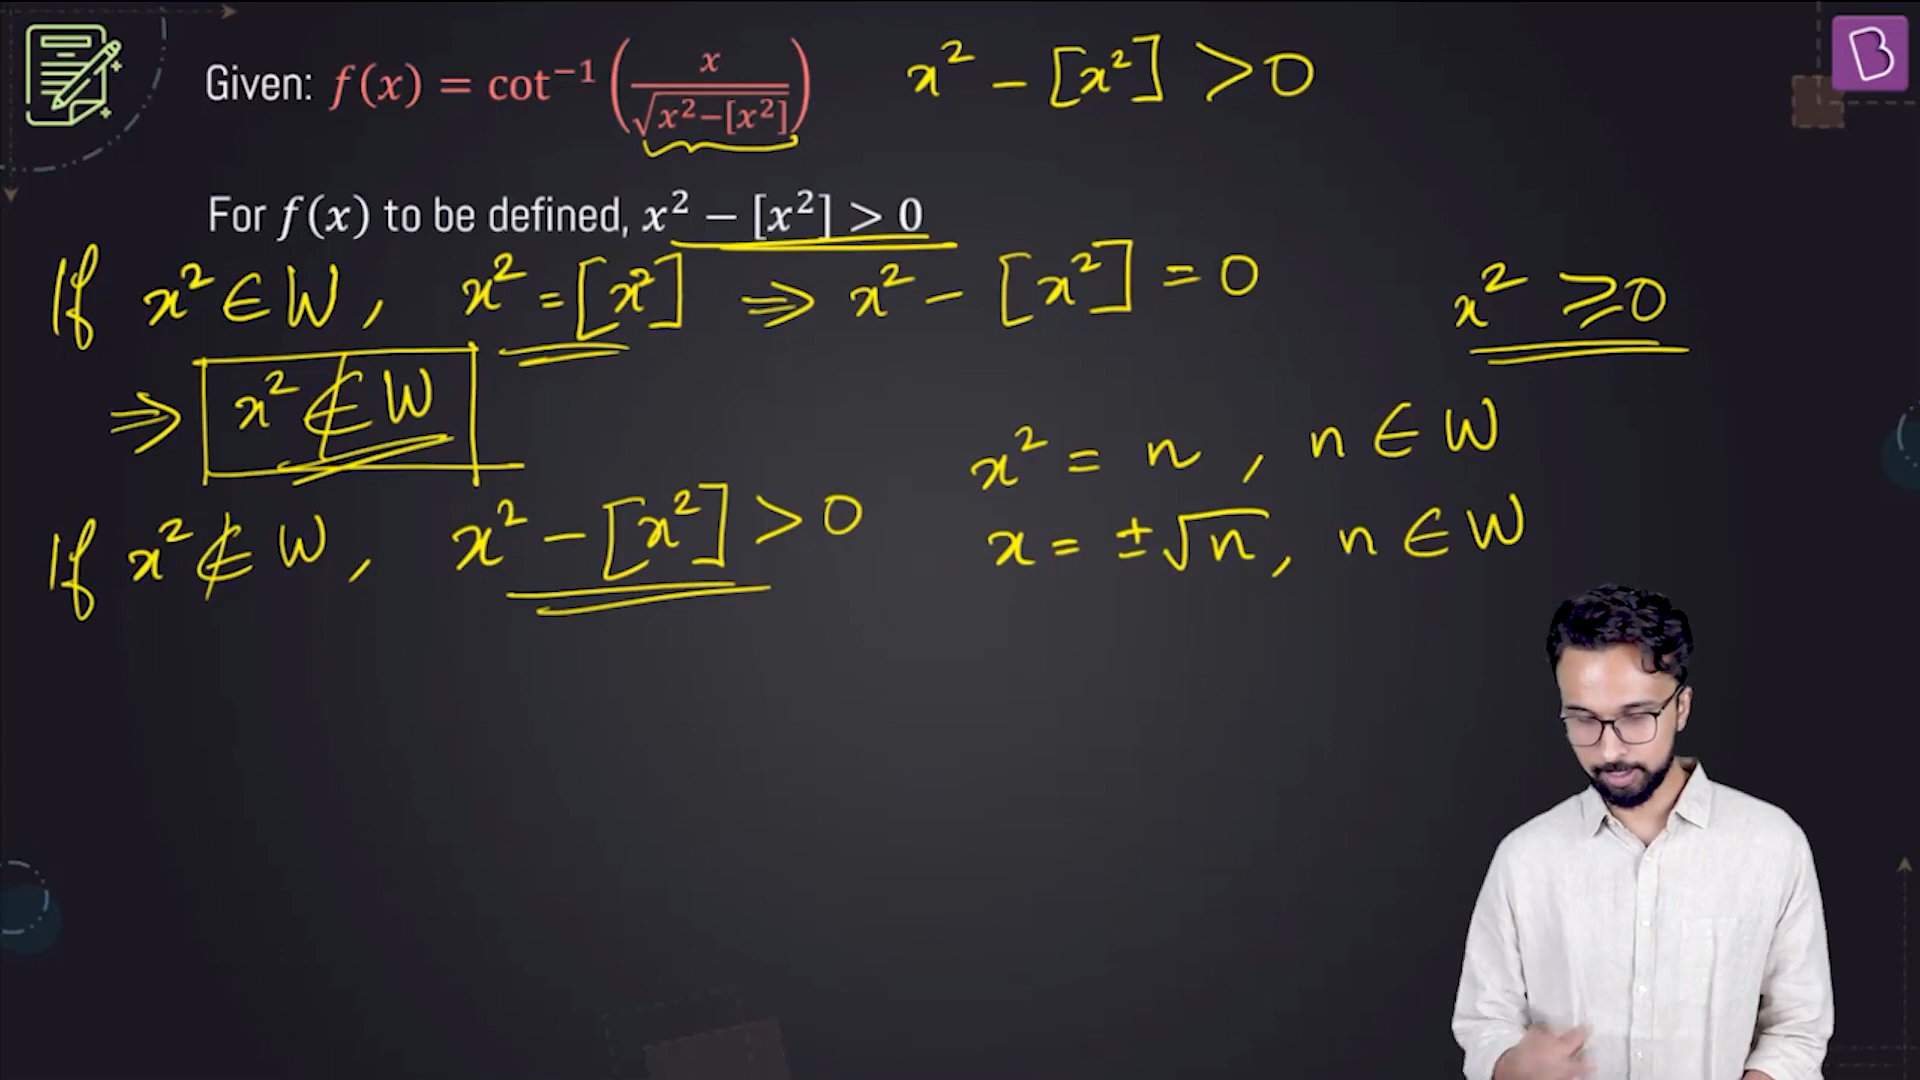 Given: f(x) = cot⁻¹ (x / √(x²−[x²])) x² − [x²] > 0
For f(x) to be defined, x² − [x²] > 0
If x² ∈ W, x² = [x²] ⇒ x² − [x²] = 0 x² ≥ 0
⇒ x² ∉ W
x² = n, n ∈ W
If x² ∉ W, x² − [x²] > 0
x = ±√n, n ∈ W
B